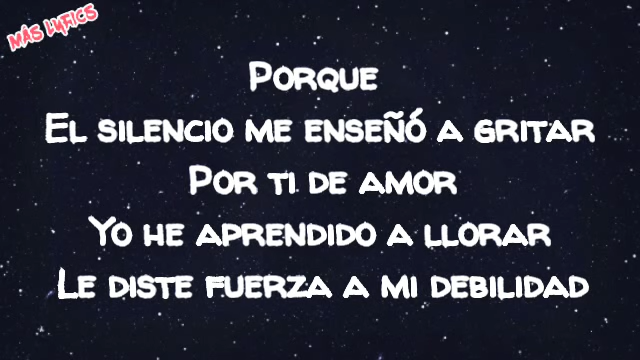 MÁS LYRICS
PORQUE
EL SILENCIO ME ENSEÑÓ A GRITAR
POR TI DE AMOR
YO HE APRENDIDO A LLORAR
LE DISTE FUERZA A MI DEBILIDAD